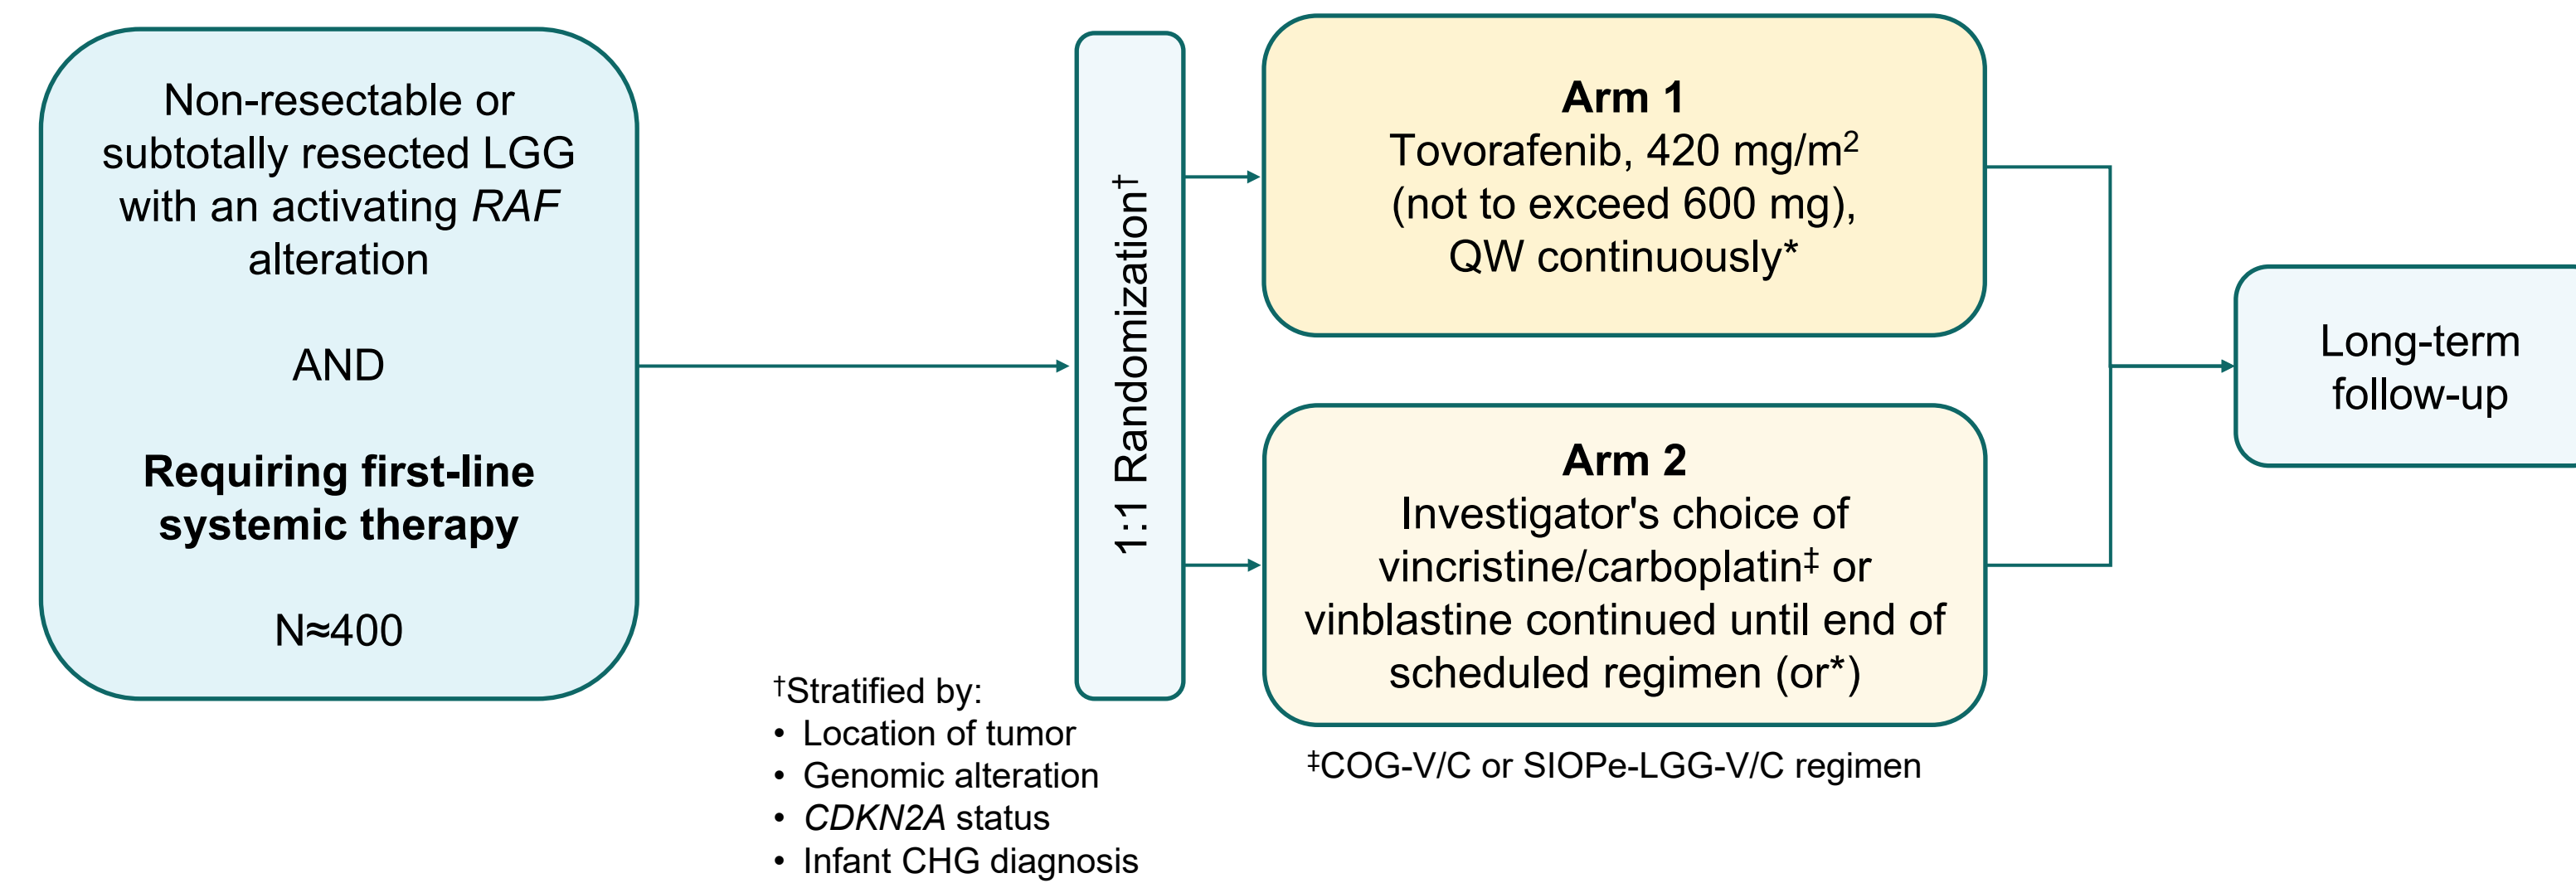 Non-resectable or
subtotally resected LGG
with an activating RAF
alteration
AND
Requiring first-line
systemic therapy
N≈400
1:1 Randomization†
†Stratified by:
• Location of tumor
• Genomic alteration
• CDKN2A status
• Infant CHG diagnosis
Arm 1
Tovorafenib, 420 mg/m²
(not to exceed 600 mg),
QW continuously*
Arm 2
Investigator's choice of
vincristine/carboplatin‡ or
vinblastine continued until end of
scheduled regimen (or*)
‡COG-V/C or SIOPe-LGG-V/C regimen
Long-term
follow-up